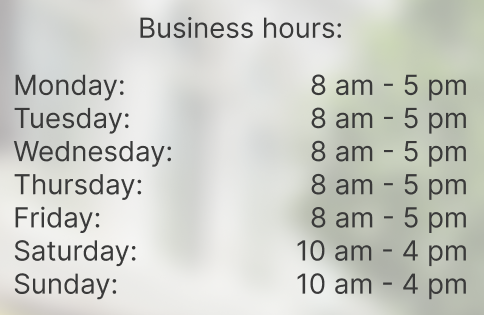 Business hours:
Monday: 8 am - 5 pm
Tuesday: 8 am - 5 pm
Wednesday: 8 am - 5 pm
Thursday: 8 am - 5 pm
Friday: 8 am - 5 pm
Saturday: 10 am - 4 pm
Sunday: 10 am - 4 pm